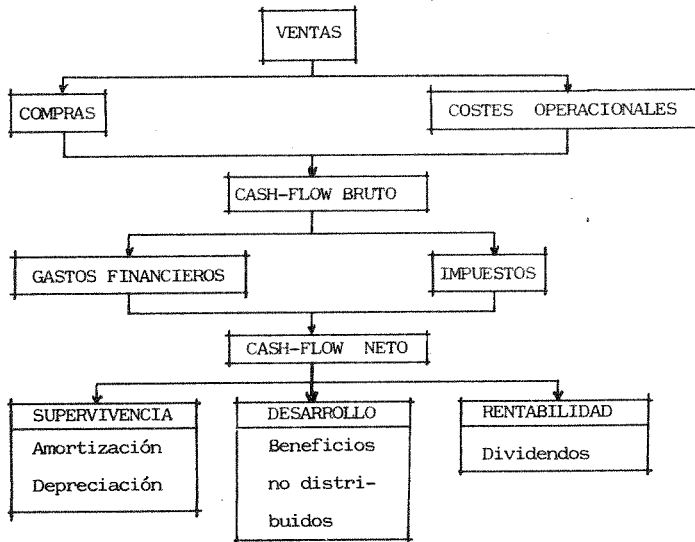 VENTAS
COMPRAS
COSTES OPERACIONALES
CASH-FLOW BRUTO
GASTOS FINANCIEROS
IMPUESTOS
CASH-FLOW NETO
SUPERVIVENCIA
Amortización
Depreciación
DESARROLLO
Beneficios
no distri-
buidos
RENTABILIDAD
Dividendos